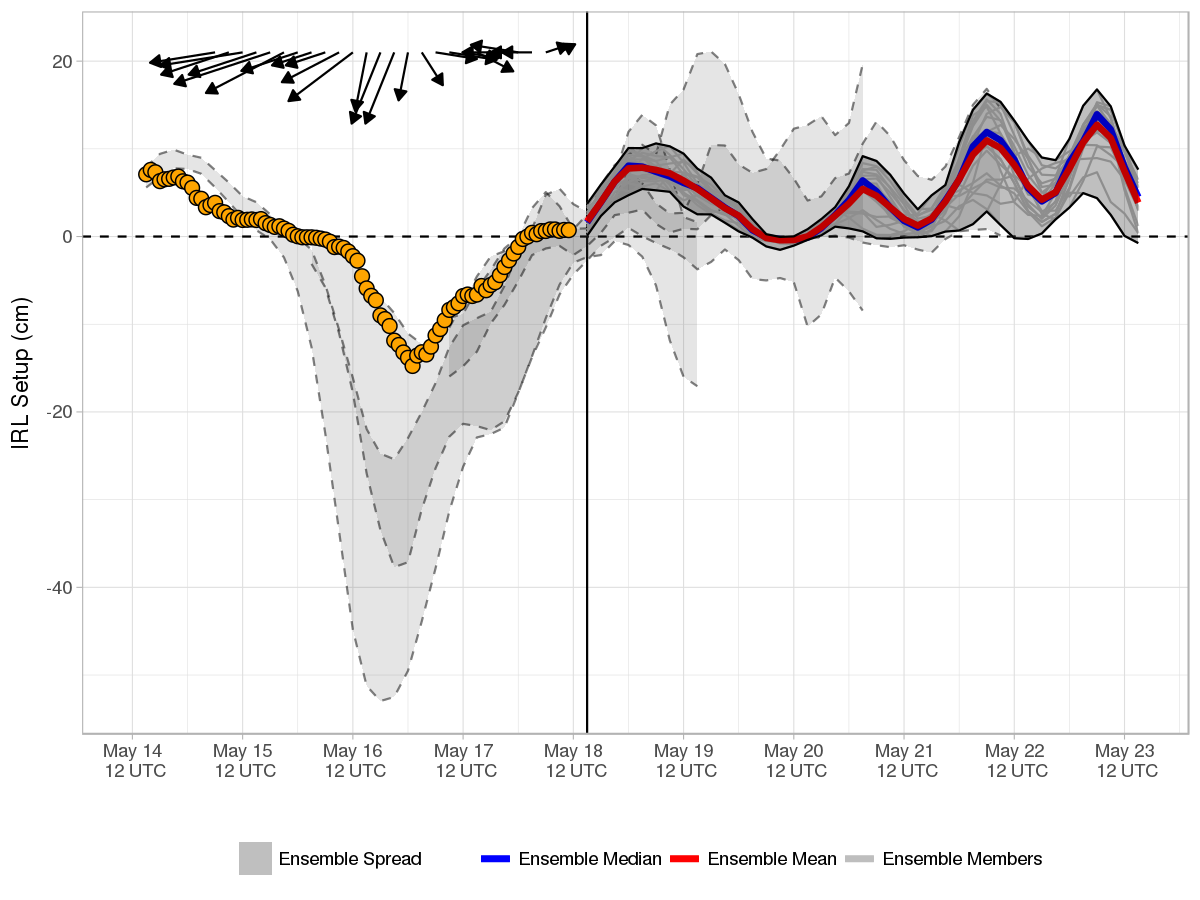 IRL Setup (cm)
20
0
-20
-40
May 14 May 15 May 16 May 17 May 18 May 19 May 20 May 21 May 22 May 23
12 UTC 12 UTC 12 UTC 12 UTC 12 UTC 12 UTC 12 UTC 12 UTC 12 UTC 12 UTC
Ensemble Spread Ensemble Median Ensemble Mean Ensemble Members